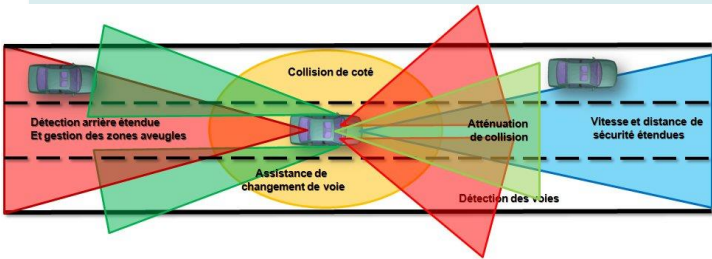 Collision de coté
Détection arrière étendue
Et gestion des zones aveugles
Atténuation
de collision
Vitesse et distance de
sécurité étendues
Assistance de
changement de voie
Détection des voies